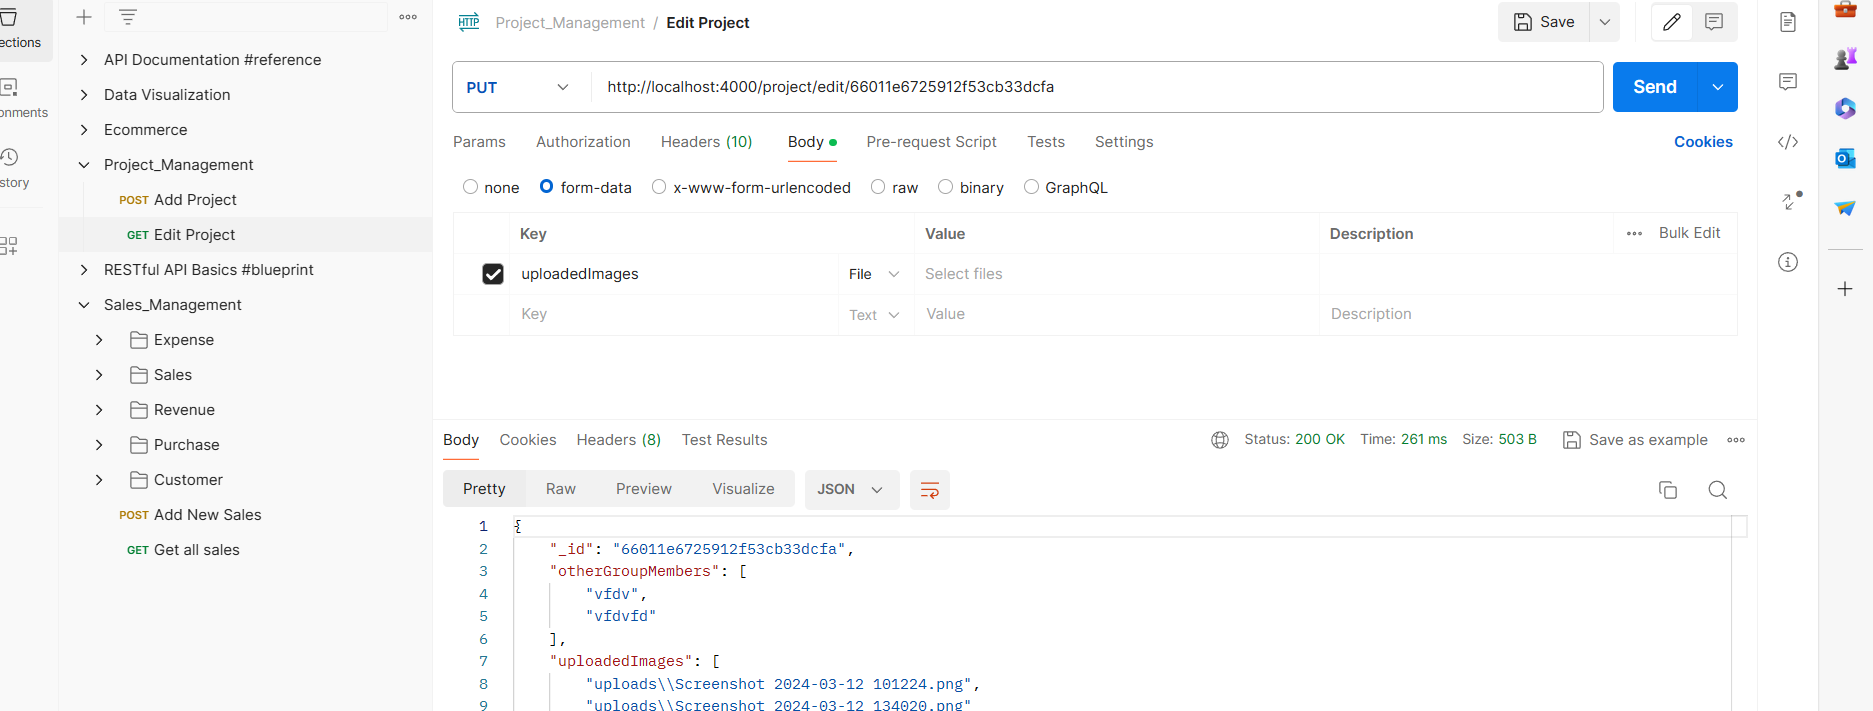 ections
onments
story
API Documentation #reference
Data Visualization
Ecommerce
Project_Management
POST Add Project
GET Edit Project
RESTful API Basics #blueprint
Sales_Management
Expense
Sales
Revenue
Purchase
Customer
POST Add New Sales
GET Get all sales
HTTP Project_Management / Edit Project
Save
PUT http://localhost:4000/project/edit/66011e6725912f53cb33dcfa
Send
Params Authorization Headers (10) Body Pre-request Script Tests Settings Cookies
none form-data x-www-form-urlencoded raw binary GraphQL
Key Value Description Bulk Edit
uploadedImages File Select files
Key Text Value Description
Body Cookies Headers (8) Test Results Status: 200 OK Time: 261 ms Size: 503 B Save as example
Pretty Raw Preview Visualize JSON
1 {
2 "_id": "66011e6725912f53cb33dcfa",
3 "otherGroupMembers": [
4 "vfdv",
5 "vfdvfd"
6 ],
7 "uploadedImages": [
8 "uploads\\Screenshot 2024-03-12 101224.png",
9 "uploads\\Screenshot 2024-03-12 134020.png"